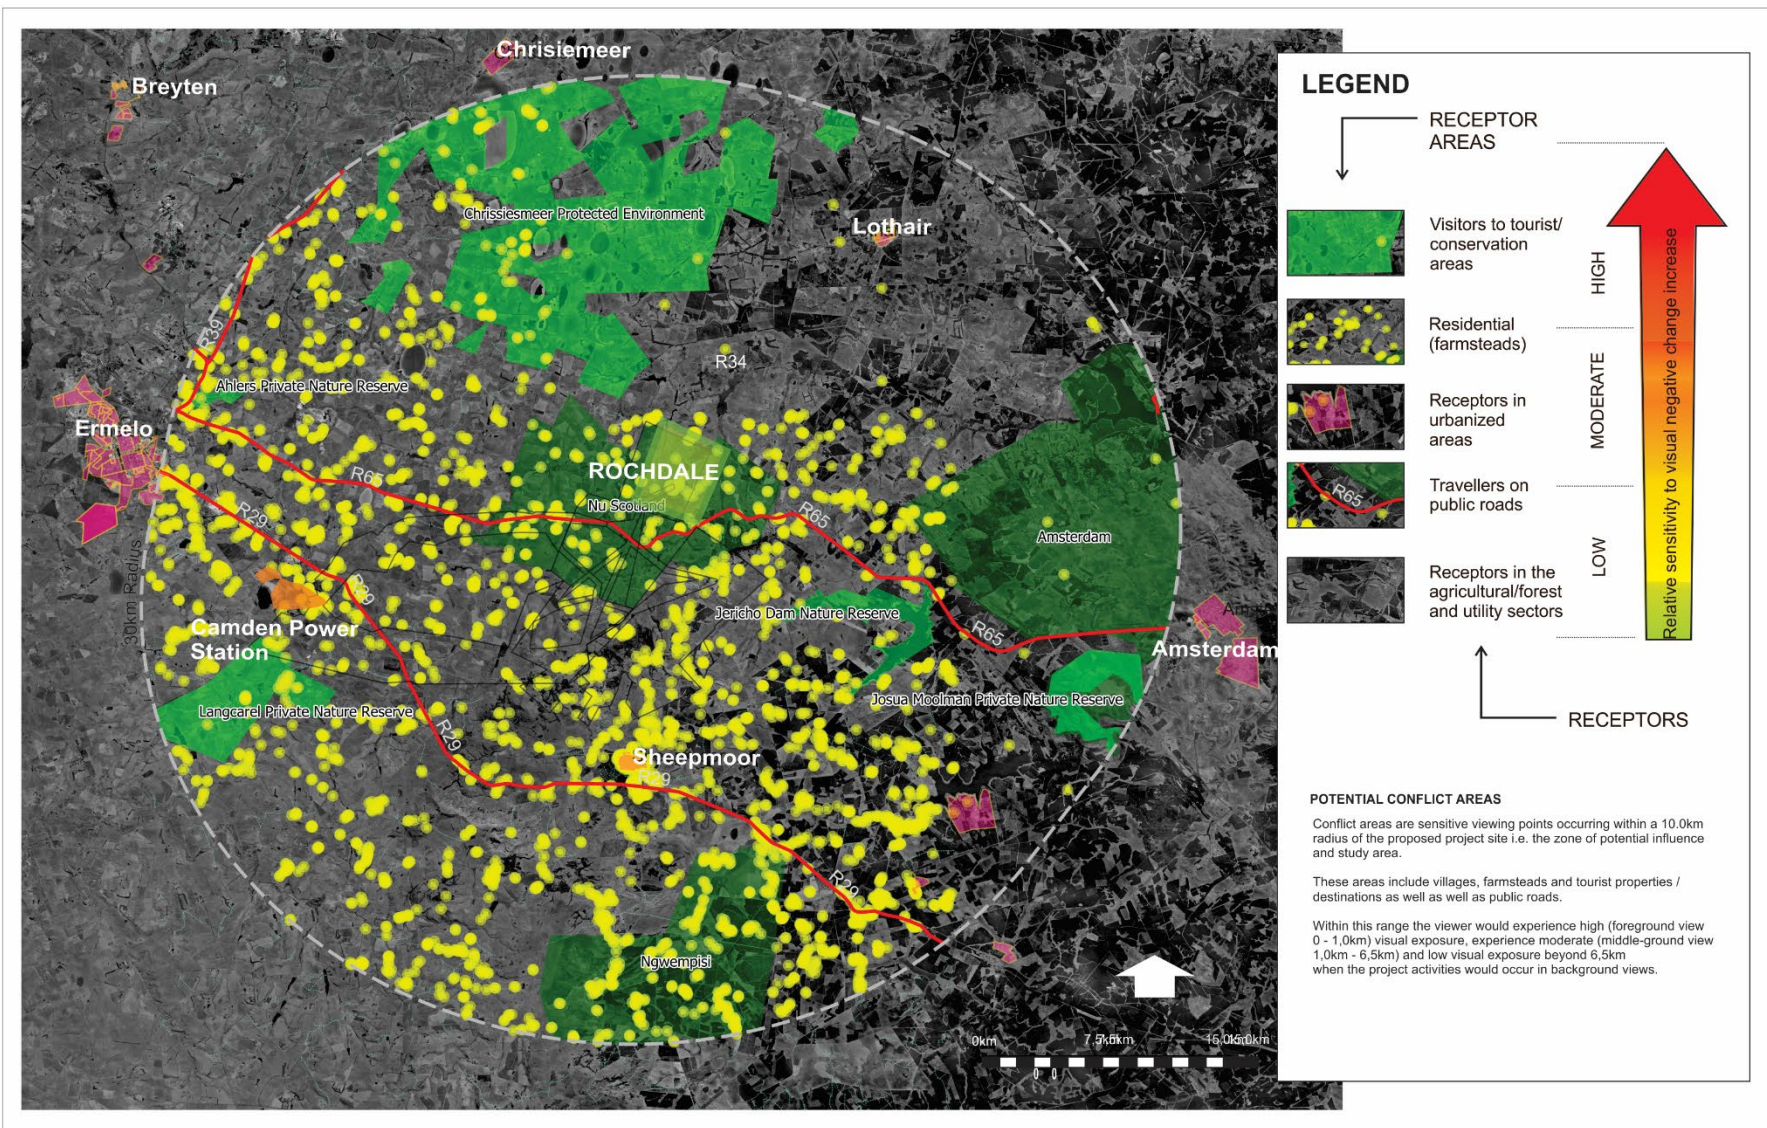 Chrisiemeer
Breyten
Chrissiesmeer Protected Environment
Lothair
R39
R34
Ahlers Private Nature Reserve
Ermelo
ROCHDALE
R65
Nu Scotland
R29
R65
Amsterdam
30km Radius
R29
Jericho Dam Nature Reserve
Camden Power
Station
R65
Amsterdam
Langcarel Private Nature Reserve
Josua Moolman Private Nature Reserve
R29
Sheepmoor
R29
R29
Ngwempisi
0km
LEGEND
RECEPTOR
AREAS
Visitors to tourist/
conservation
areas
HIGH
Residential
(farmsteads)
MODERATE
Receptors in
urbanized
areas
R65
Travellers on
public roads
LOW
Receptors in the
agricultural/forest
and utility sectors
Relative sensitivity to visual negative change increase
RECEPTORS
POTENTIAL CONFLICT AREAS
Conflict areas are sensitive viewing points occurring within a 10.0km
radius of the proposed project site i.e. the zone of potential influence
and study area.
These areas include villages, farmsteads and tourist properties /
destinations as well as well as public roads.
Within this range the viewer would experience high (foreground view
0 - 1,0km) visual exposure, experience moderate (middle-ground view
1,0km - 6,5km) and low visual exposure beyond 6,5km
when the project activities would occur in background views.